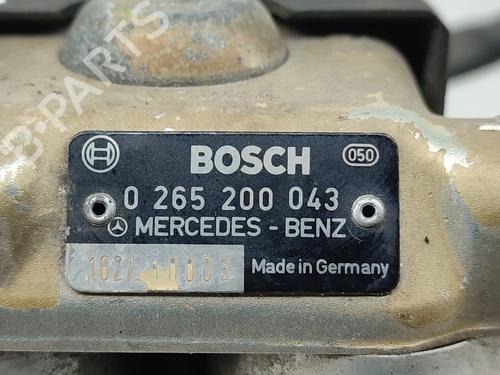 BOSCH
050
0 265 200 043
MERCEDES - BENZ
Made in Germany
B-PARTS